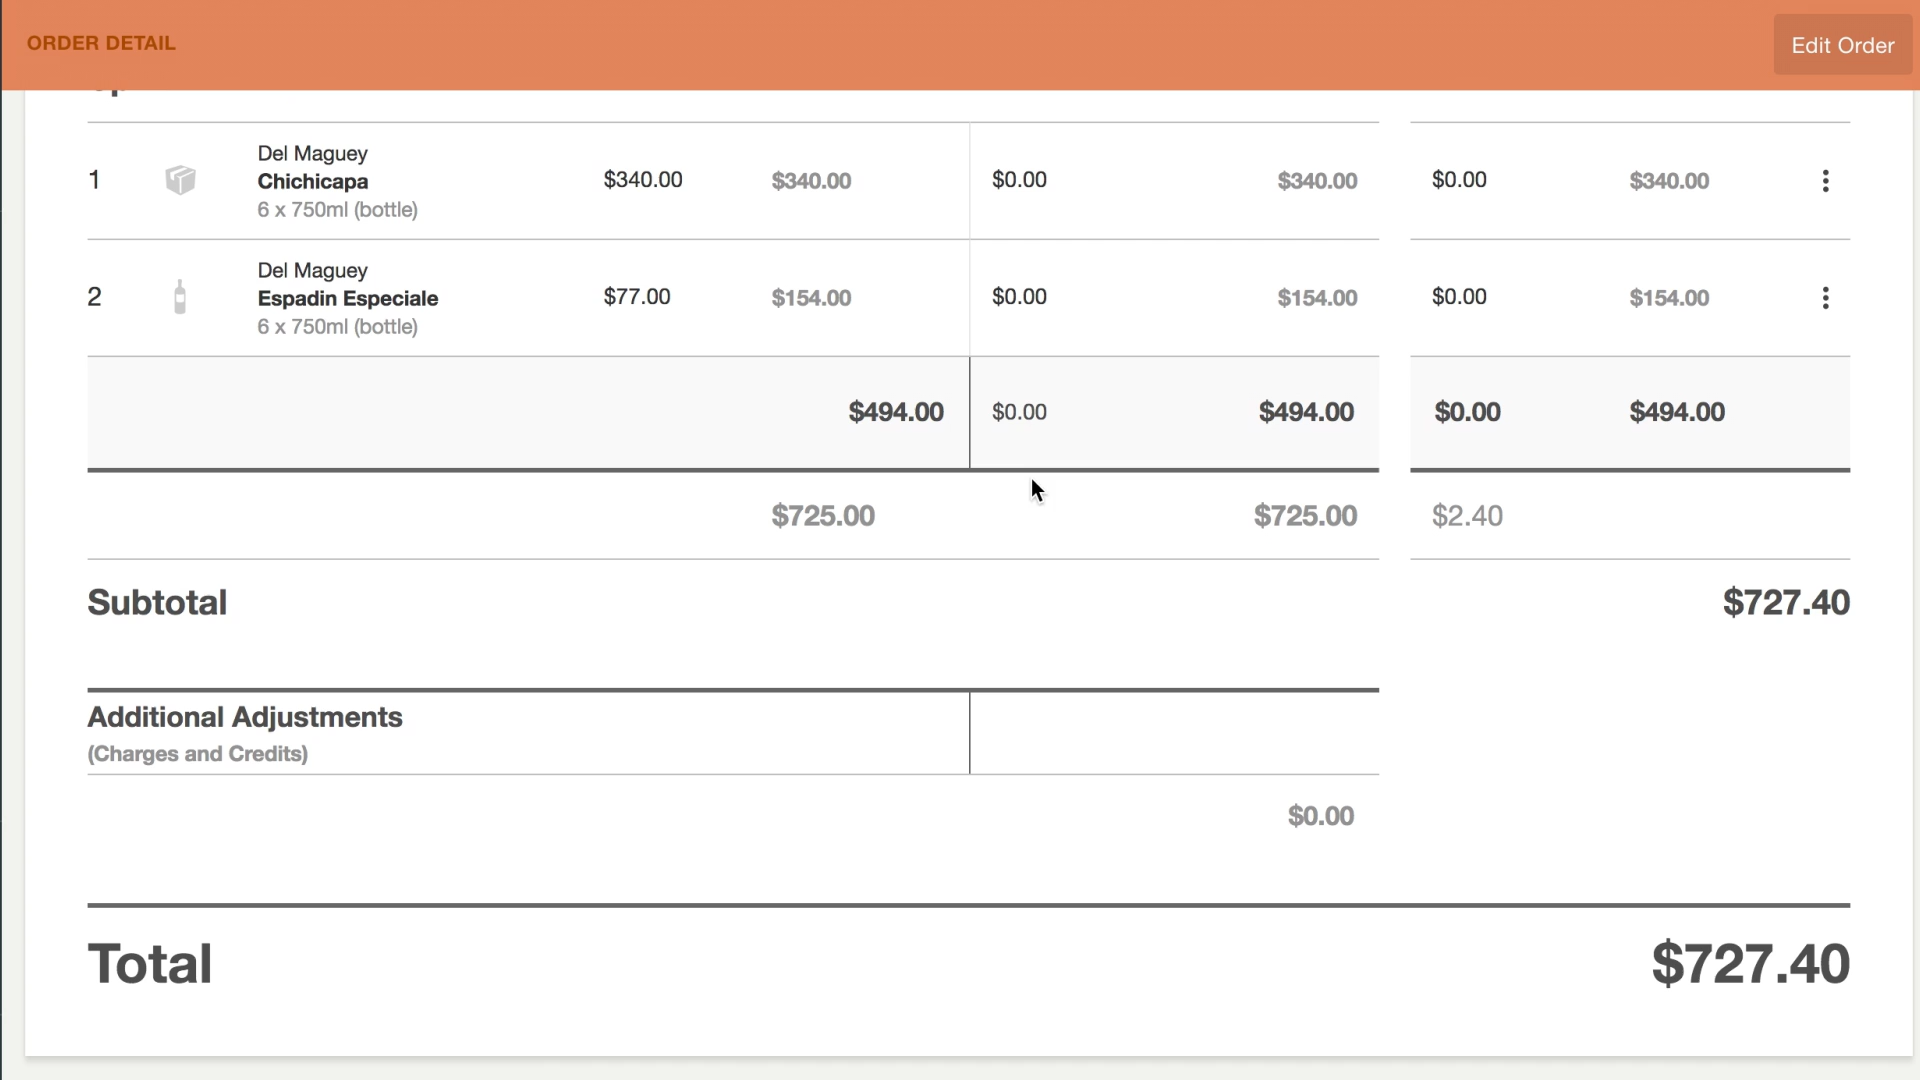 ORDER DETAIL
Edit Order
1 Del Maguey Chichicapa 6 x 750ml (bottle) $340.00 $340.00 $0.00 $340.00 $0.00 $340.00
2 Del Maguey Espadin Especiale 6 x 750ml (bottle) $77.00 $154.00 $0.00 $154.00 $0.00 $154.00
$494.00 $0.00 $494.00 $0.00 $494.00
$725.00 $725.00 $2.40
Subtotal $727.40
Additional Adjustments
(Charges and Credits)
$0.00
Total $727.40